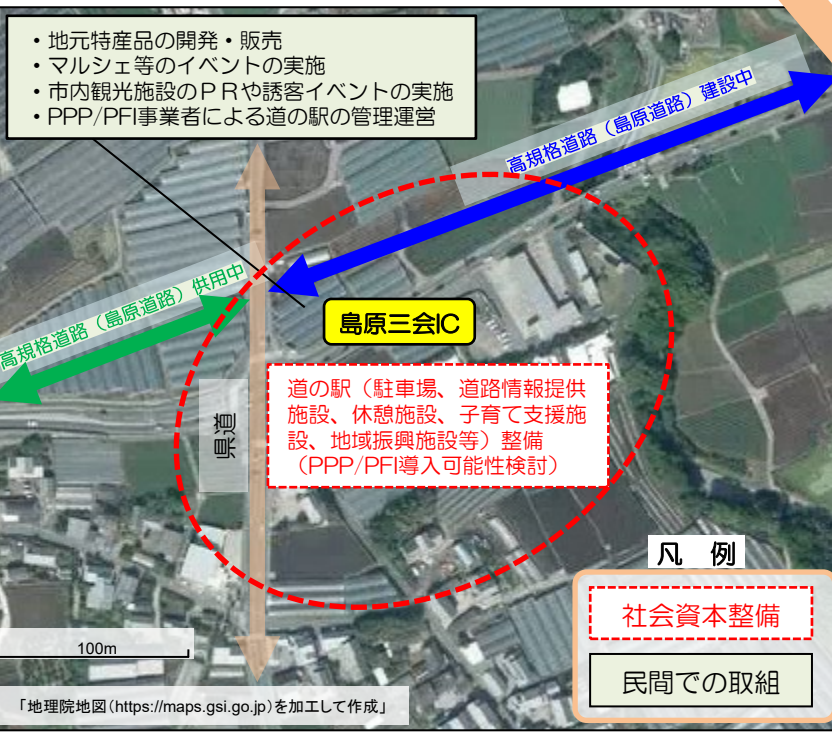 ・地元特産品の開発・販売
・マルシェ等のイベントの実施
・市内観光施設のＰＲや誘客イベントの実施
・PPP/PFI事業者による道の駅の管理運営
高規格道路（島原道路）建設中
高規格道路（島原道路）供用中
島原三会IC
県道
道の駅（駐車場、道路情報提供
施設、休憩施設、子育て支援施
設、地域振興施設等）整備
（PPP/PFI導入可能性検討）
凡　例
社会資本整備
民間での取組
100m
「地理院地図（https://maps.gsi.go.jp）を加工して作成」